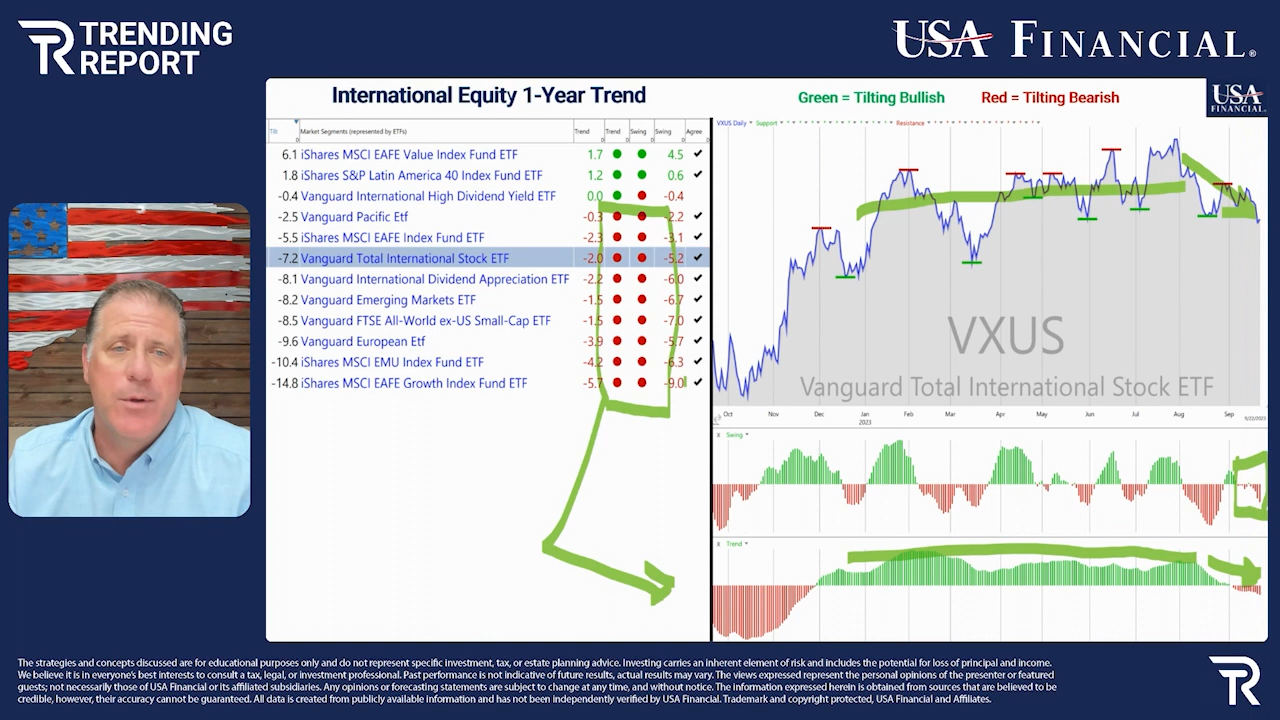 TRENDING
REPORT
USA FINANCIAL®
International Equity 1-Year Trend
Green = Tilting Bullish
Red = Tilting Bearish
USA
FINANCIAL
Tilt Market Segments (represented by ETFs) Trend Trend Swing Swing Agree
6.1 iShares MSCI EAFE Value Index Fund ETF 1.7 4.5 ✔
1.8 iShares S&P Latin America 40 Index Fund ETF 1.2 0.6 ✔
-0.4 Vanguard International High Dividend Yield ETF 0.0 -0.4
-2.5 Vanguard Pacific Etf -0.3 -2.2 ✔
-5.5 iShares MSCI EAFE Index Fund ETF -2.3 -3.1 ✔
-7.2 Vanguard Total International Stock ETF -2.0 -5.2 ✔
-8.1 Vanguard International Dividend Appreciation ETF -2.2 -6.0 ✔
-8.2 Vanguard Emerging Markets ETF -1.5 -6.7 ✔
-8.5 Vanguard FTSE All-World ex-US Small-Cap ETF -1.5 -7.0 ✔
-9.6 Vanguard European Etf -3.9 -5.7 ✔
-10.4 iShares MSCI EMU Index Fund ETF -4.2 -6.3 ✔
-14.8 iShares MSCI EAFE Growth Index Fund ETF -5.7 -9.0 ✔
VXUS Daily Support Resistance
VXUS
Vanguard Total International Stock ETF
Oct Nov Dec Jan Feb Mar Apr May Jun Jul Aug Sep
2023
9/22/2023
x Swing
x Trend
The strategies and concepts discussed are for educational purposes only and do not represent specific investment, tax, or estate planning advice. Investing carries an inherent element of risk and includes the potential for loss of principal and income.
We believe it is in everyone's best interests to consult a tax, legal, or investment professional. Past performance is not indicative of future results, actual results may vary. The views expressed represent the personal opinions of the presenter or featured
guests; not necessarily those of USA Financial or its affiliated subsidiaries. Any opinions or forecasting statements are subject to change at any time, and without notice. The information expressed herein is obtained from sources that are believed to be
credible, however, their accuracy cannot be guaranteed. All data is created from publicly available information and has not been independently verified by USA Financial. Trademark and copyright protected, USA Financial and Affiliates.